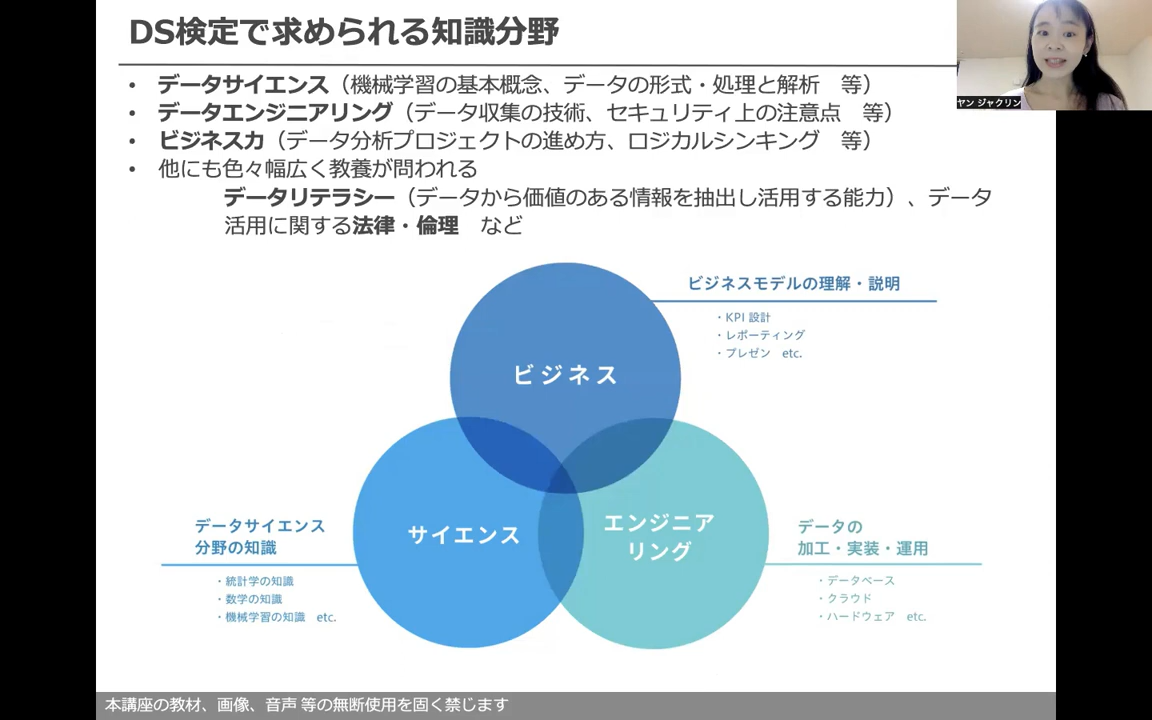 DS検定で求められる知識分野
ヤン ジャクリン
• データサイエンス（機械学習の基本概念、データの形式・処理と解析　等）
• データエンジニアリング（データ収集の技術、セキュリティ上の注意点　等）
• ビジネス力（データ分析プロジェクトの進め方、ロジカルシンキング　等）
• 他にも色々幅広く教養が問われる
データリテラシー（データから価値のある情報を抽出し活用する能力）、データ
活用に関する法律・倫理　など
ビジネスモデルの理解・説明
・KPI 設計
・レポーティング
・プレゼン　etc.
ビジネス
サイエンス
エンジニア
リング
データサイエンス
分野の知識
・統計学の知識
・数学の知識
・機械学習の知識　etc.
データの
加工・実装・運用
・データベース
・クラウド
・ハードウェア　etc.
本講座の教材、画像、音声 等の無断使用を固く禁じます